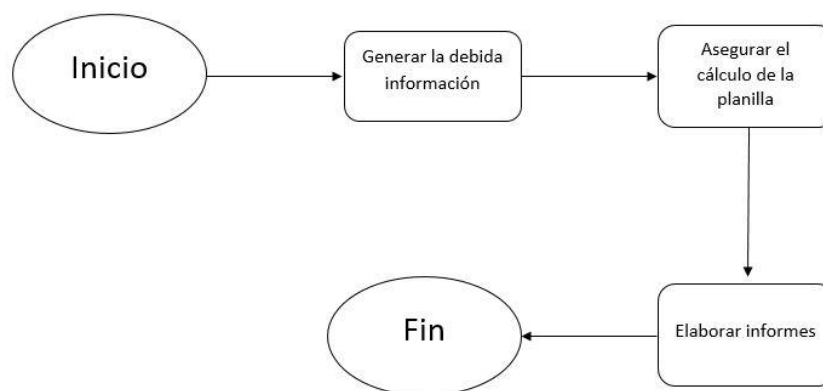 Inicio
Generar la debida
información
Asegurar el
cálculo de la
planilla
Elaborar informes
Fin